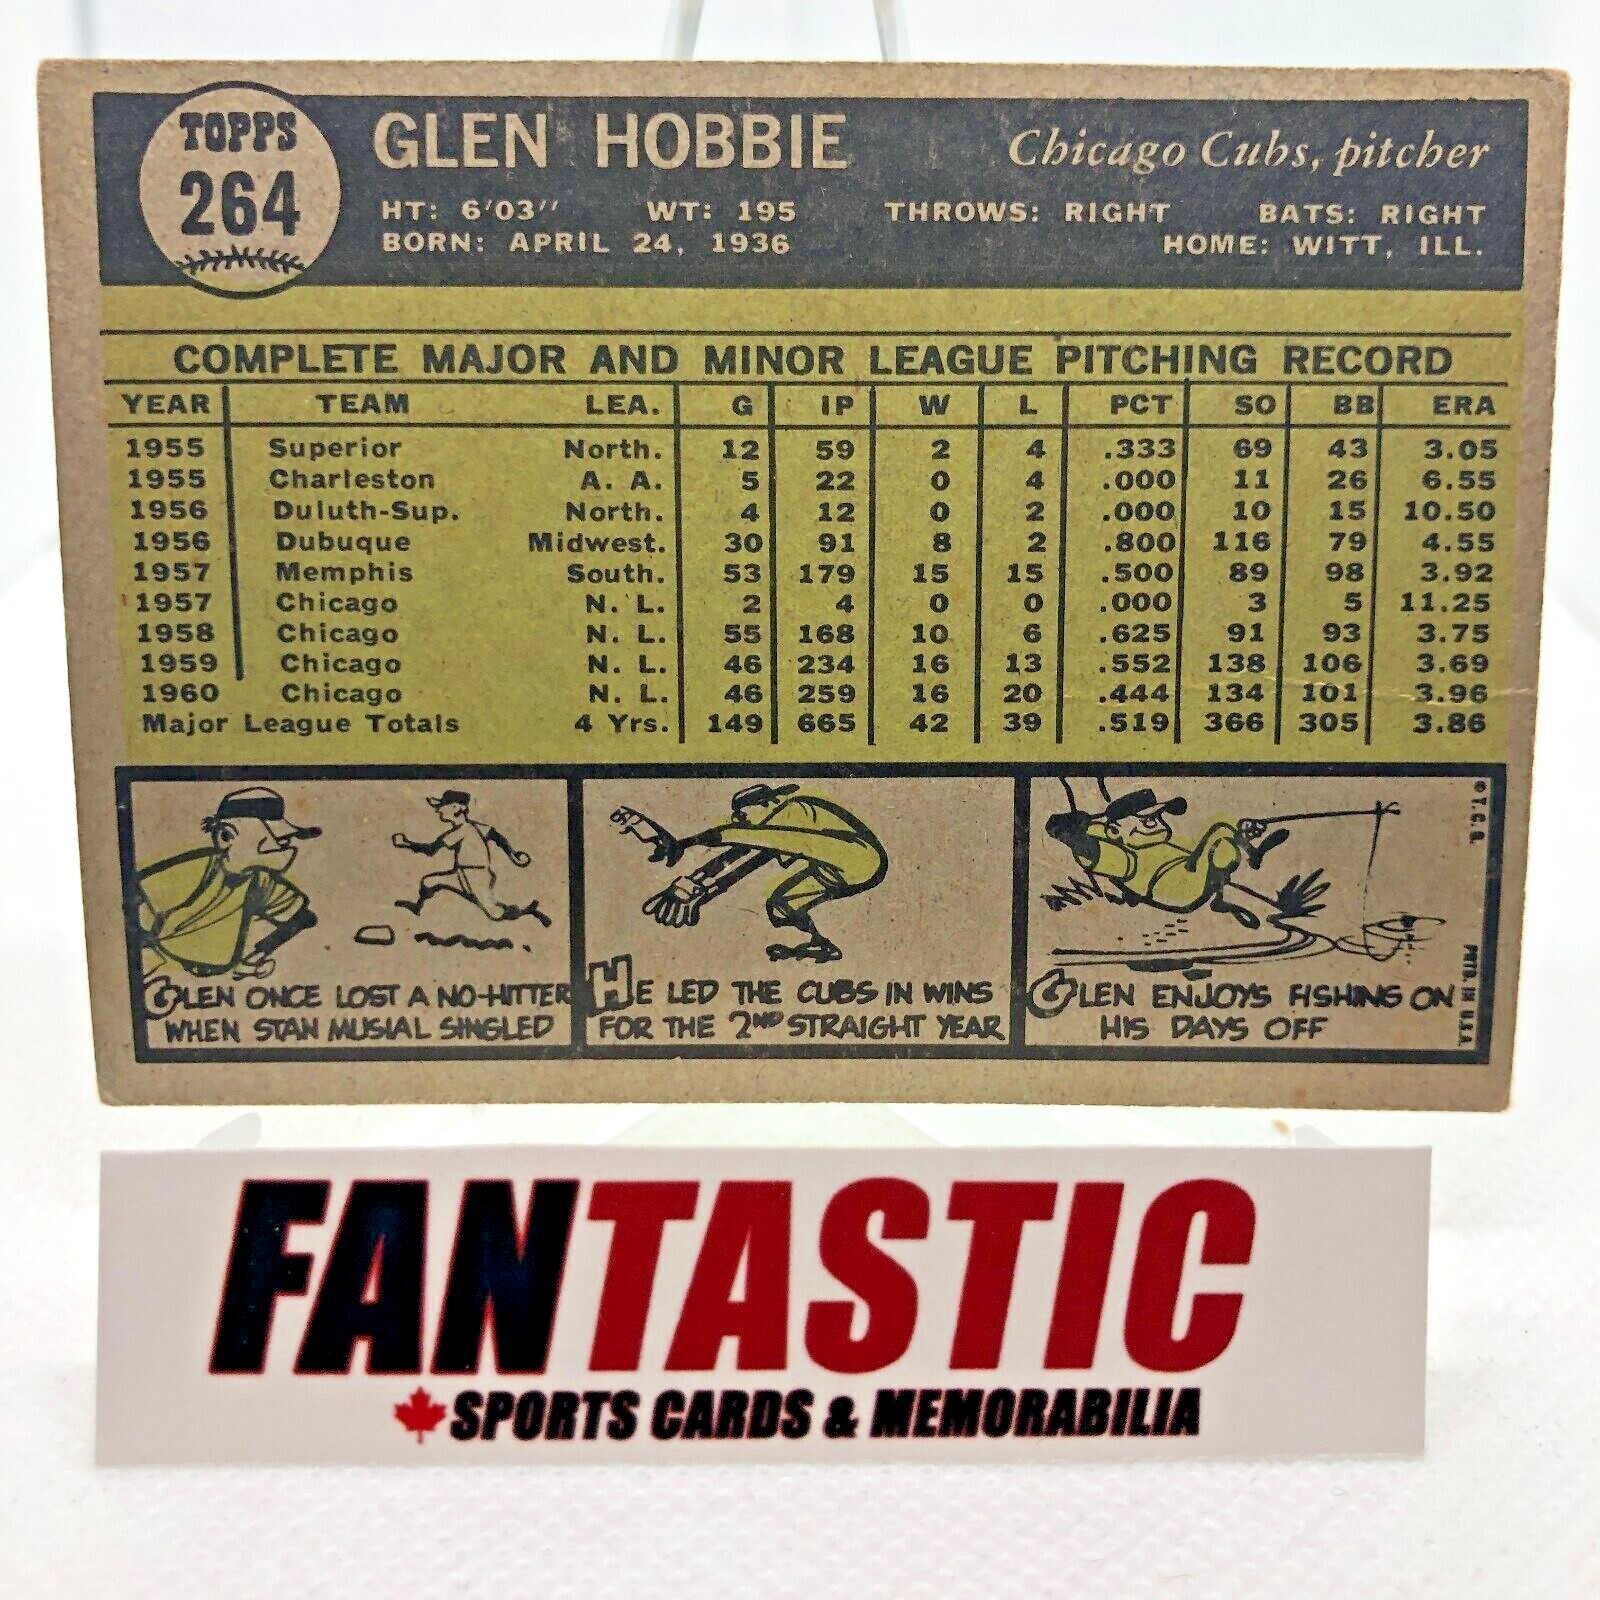 TOPPS
264
GLEN HOBBIE
Chicago Cubs, pitcher
HT: 6'03" WT: 195 THROWS: RIGHT BATS: RIGHT
BORN: APRIL 24, 1936 HOME: WITT, ILL.
COMPLETE MAJOR AND MINOR LEAGUE PITCHING RECORD
YEAR TEAM LEA. G IP W L PCT SO BB ERA
1955 Superior North. 12 59 2 4 .333 69 43 3.05
1955 Charleston A. A. 5 22 0 4 .000 11 26 6.55
1956 Duluth-Sup. North. 4 12 0 2 .000 10 15 10.50
1956 Dubuque Midwest. 30 91 8 2 .800 116 79 4.55
1957 Memphis South. 53 179 15 15 .500 89 98 3.92
1957 Chicago N. L. 2 4 0 0 .000 3 5 11.25
1958 Chicago N. L. 55 168 10 6 .625 91 93 3.75
1959 Chicago N. L. 46 234 16 13 .552 138 106 3.69
1960 Chicago N. L. 46 259 16 20 .444 134 101 3.96
Major League Totals 4 Yrs. 149 665 42 39 .519 366 305 3.86
GLEN ONCE LOST A NO-HITTER
WHEN STAN MUSIAL SINGLED
HE LED THE CUBS IN WINS
FOR THE 2ND STRAIGHT YEAR
GLEN ENJOYS FISHING ON
HIS DAYS OFF
© T. C. G.
PRTD. IN U.S.A.
FANTASTIC
SPORTS CARDS & MEMORABILIA